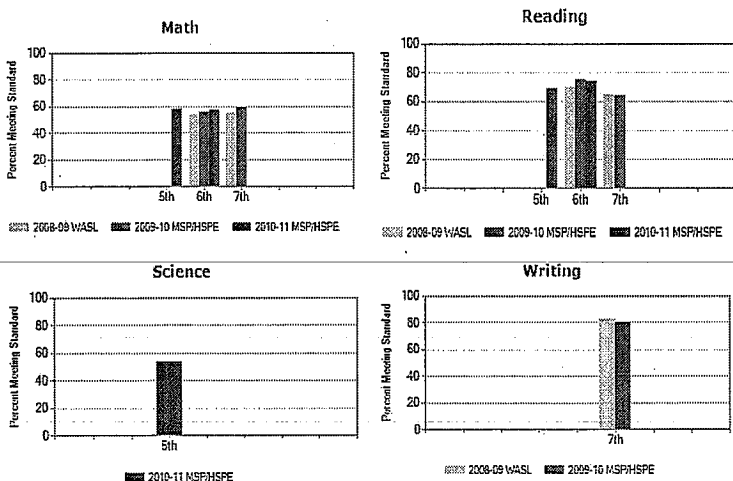 Math
Percent Meeting Standard
100
80
60
40
20
0
5th 6th 7th
2008-09 WASL 2009-10 MSP/HSPE 2010-11 MSP/HSPE
Reading
Percent Meeting Standard
100
80
60
40
20
0
5th 6th 7th
2008-09 WASL 2009-10 MSP/HSPE 2010-11 MSP/HSPE
Science
Percent Meeting Standard
100
80
60
40
20
0
5th
2010-11 MSP/HSPE
Writing
Percent Meeting Standard
100
80
60
40
20
0
7th
2008-09 WASL 2009-10 MSP/HSPE